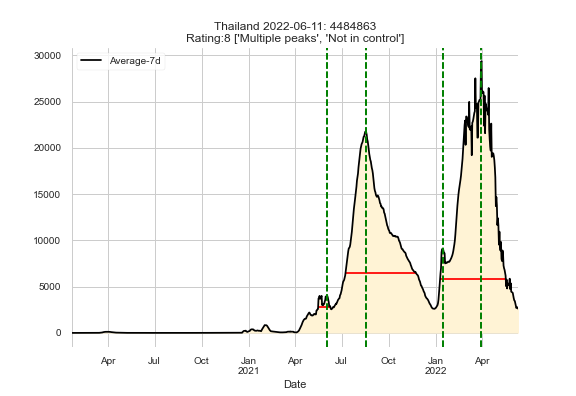 Thailand 2022-06-11: 4484863
Rating:8 ['Multiple peaks', 'Not in control']
Average-7d
30000
25000
20000
15000
10000
5000
0
Apr
Jul
Oct
Jan
2021
Apr
Jul
Oct
Jan
2022
Apr
Date